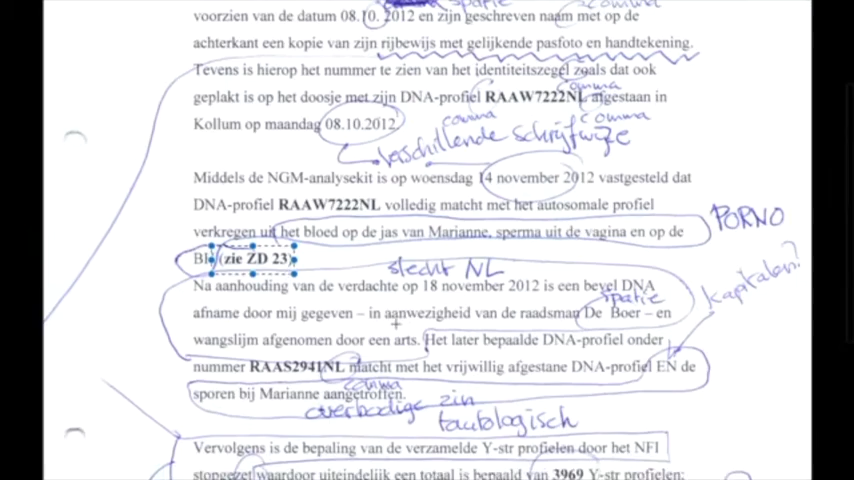 spatie comma
voorzien van de datum 08.10. 2012 en zijn geschreven naam met op de
achterkant een kopie van zijn rijbewijs met gelijkende pasfoto en handtekening.
Tevens is hierop het nummer te zien van het identiteitszegel zoals dat ook
comma
geplakt is op het doosje met zijn DNA-profiel RAAW7222NL afgestaan in
comma comma
Kollum op maandag 08.10.2012.
verschillende schrijfwijze
Middels de NGM-analysekit is op woensdag 14 november 2012 vastgesteld dat
DNA-profiel RAAW7222NL volledig matcht met het autosomale profiel
PORNO
verkregen uit het bloed op de jas van Marianne, sperma uit de vagina en op de
BH (zie ZD 23)
slecht NL
kapitalen?
Na aanhouding van de verdachte op 18 november 2012 is een bevel DNA
spatie
afname door mij gegeven – in aanwezigheid van de raadsman De Boer – en
wangslijm afgenomen door een arts. Het later bepaalde DNA-profiel onder
nummer RAAS2941NL matcht met het vrijwillig afgestane DNA-profiel EN de
comma
sporen bij Marianne aangetroffen.
overbodige zin
tautologisch
Vervolgens is de bepaling van de verzamelde Y-str profielen door het NFI
stopgezet waardoor uiteindelijk een totaal is bepaald van 3969 Y-str profielen;